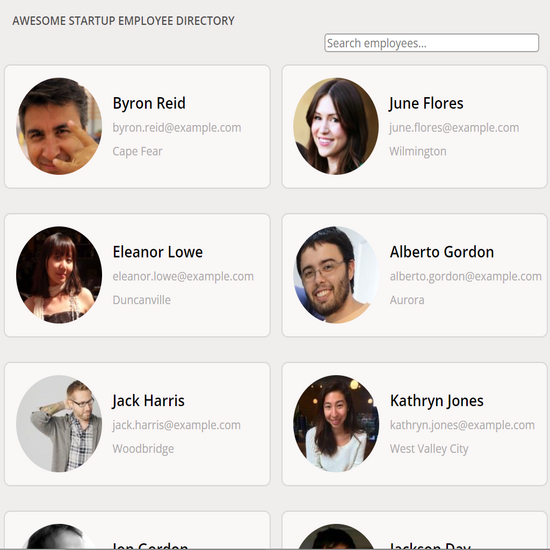 AWESOME STARTUP EMPLOYEE DIRECTORY
Search employees...
Byron Reid
byron.reid@example.com
Cape Fear
June Flores
june.flores@example.com
Wilmington
Eleanor Lowe
eleanor.lowe@example.com
Duncanville
Alberto Gordon
alberto.gordon@example.com
Aurora
Jack Harris
jack.harris@example.com
Woodbridge
Kathryn Jones
kathryn.jones@example.com
West Valley City
Jon Gordon
Jackson Day